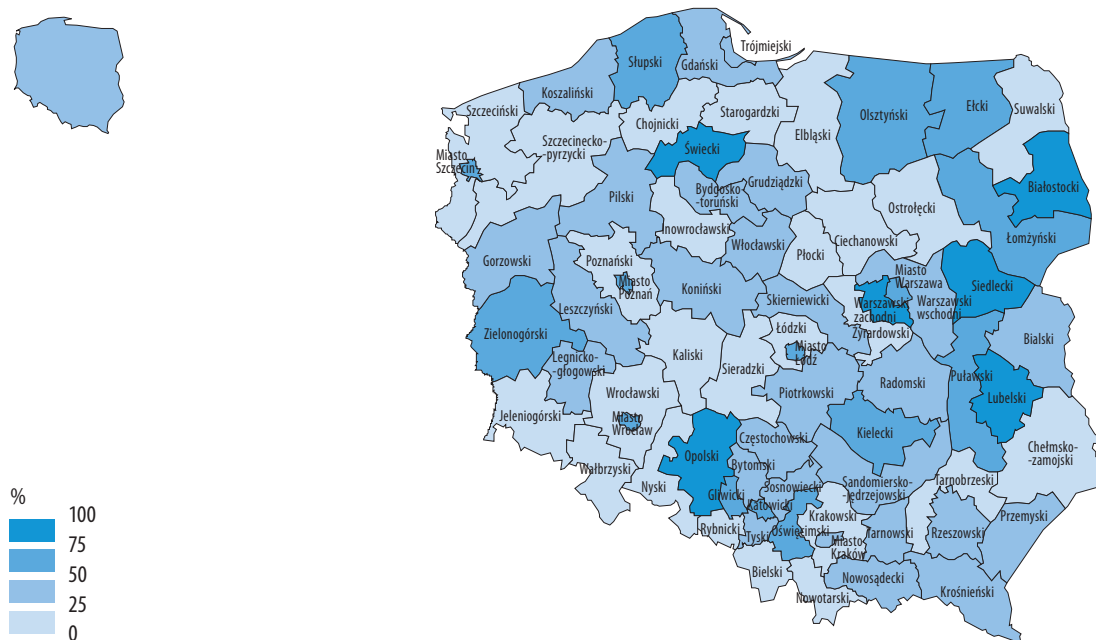 Trójmiejski
Słupski
Gdański
Koszaliński
Szczeciński
Chojnicki
Starogardzki
Elbląski
Olsztyński
Ełcki
Suwalski
Szczecinecko-
-pyrzycki
Miasto
Szczecin
Świecki
Białostocki
Pilski
Bydgosko
-toruński
Grudziądzki
Ostrołęcki
Inowrocławski
Włocławski
Płocki
Ciechanowski
Łomżyński
Gorzowski
Poznański
Miasto
Poznań
Koniński
Skierniewicki
Miasto
Warszawa
Warszawski
zachodni
Warszawski
wschodni
Siedlecki
Leszczyński
Zielonogórski
Łódzki
Miasto
Łódź
Żyrardowski
Bialski
Legnicko-
-głogowski
Kaliski
Sieradzki
Piotrkowski
Radomski
Puławski
Lubelski
Jeleniogórski
Wrocławski
Miasto
Wrocław
Kielecki
Chełmsko-
-zamojski
Wałbrzyski
Opolski
Częstochowski
Bytomski
Nyski
Gliwicki
Sosnowiecki
Katowicki
Sandomiersko-
-jędrzejowski
Tarnobrzeski
Rybnicki
Tyski
Oświęcimski
Krakowski
Miasto
Kraków
Tarnowski
Rzeszowski
Przemyski
Bielski
Nowotarski
Nowosądecki
Krośnieński
%
100
75
50
25
0